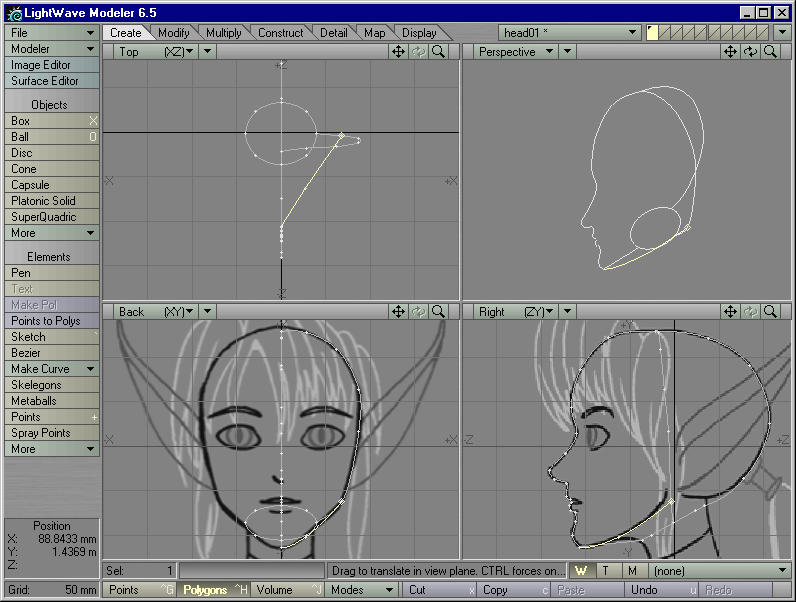 LightWave Modeler 6.5
File
Modeler
Image Editor
Surface Editor
Objects
Box X
Ball O
Disc
Cone
Capsule
Platonic Solid
SuperQuadric
More
Elements
Pen
Text
Make Pol
Points to Polys
Sketch `
Bezier
Make Curve
Skelegons
Metaballs
Points +
Spray Points
More
Position
X: 88.8433 mm
Y: 1.4369 m
Z:
Grid: 50 mm
Create Modify Multiply Construct Detail Map Display head01 *
Top (XZ)
+Z
-X +X
-Z
Perspective
Back (XY)
-X +X
Right (ZY)
+Y
-Z +Z
-Y
Sel: 1 Drag to translate in view plane. CTRL forces on... W T M (none)
Points ^G Polygons ^H Volume ^J Modes Cut x Copy c Paste v Undo u Redo